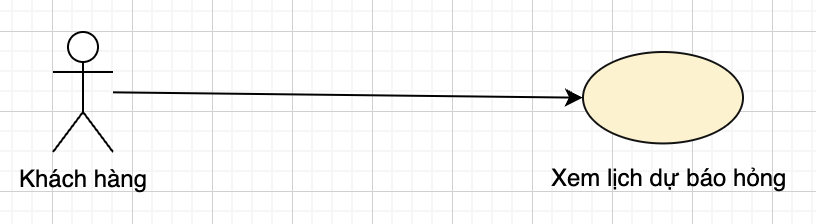 Khách hàng
Xem lịch dự báo hỏng